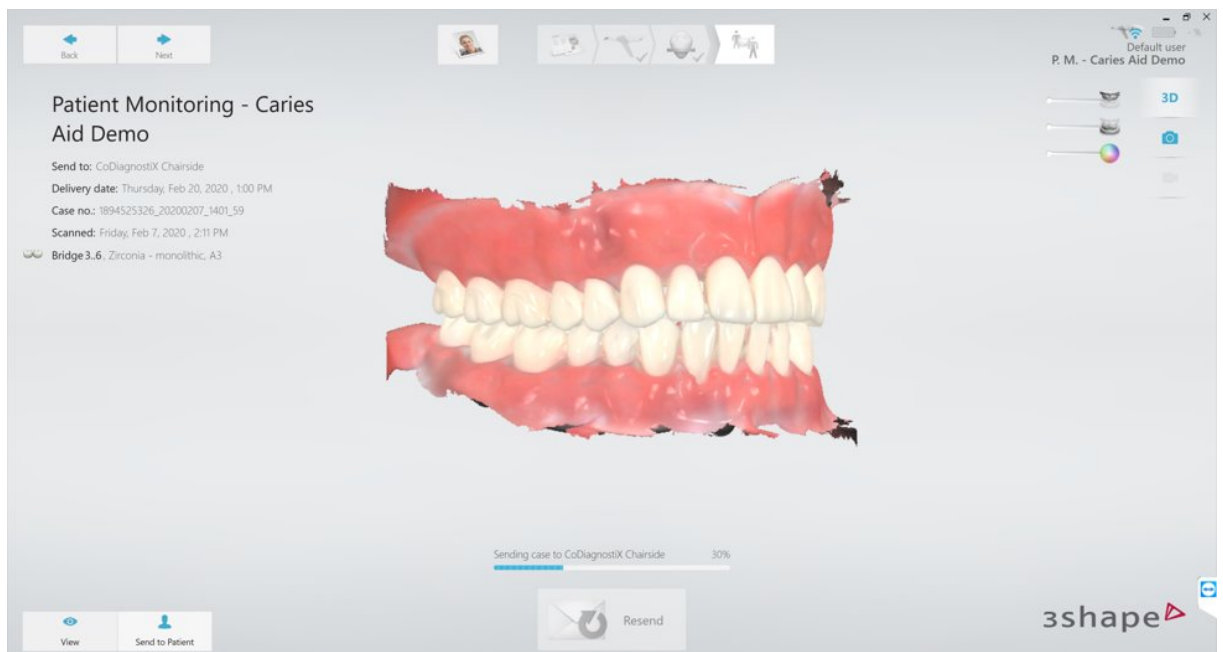 Back
Next
Default user
P. M. - Caries Aid Demo
3D
Patient Monitoring - Caries
Aid Demo
Send to: CoDiagnostiX Chairside
Delivery date: Thursday, Feb 20, 2020 , 1:00 PM
Case no.: 1894525326_20200207_1401_59
Scanned: Friday, Feb 7, 2020 , 2:11 PM
Bridge 3..6, Zirconia - monolithic, A3
Sending case to CoDiagnostiX Chairside 30%
Resend
View
Send to Patient
3shape